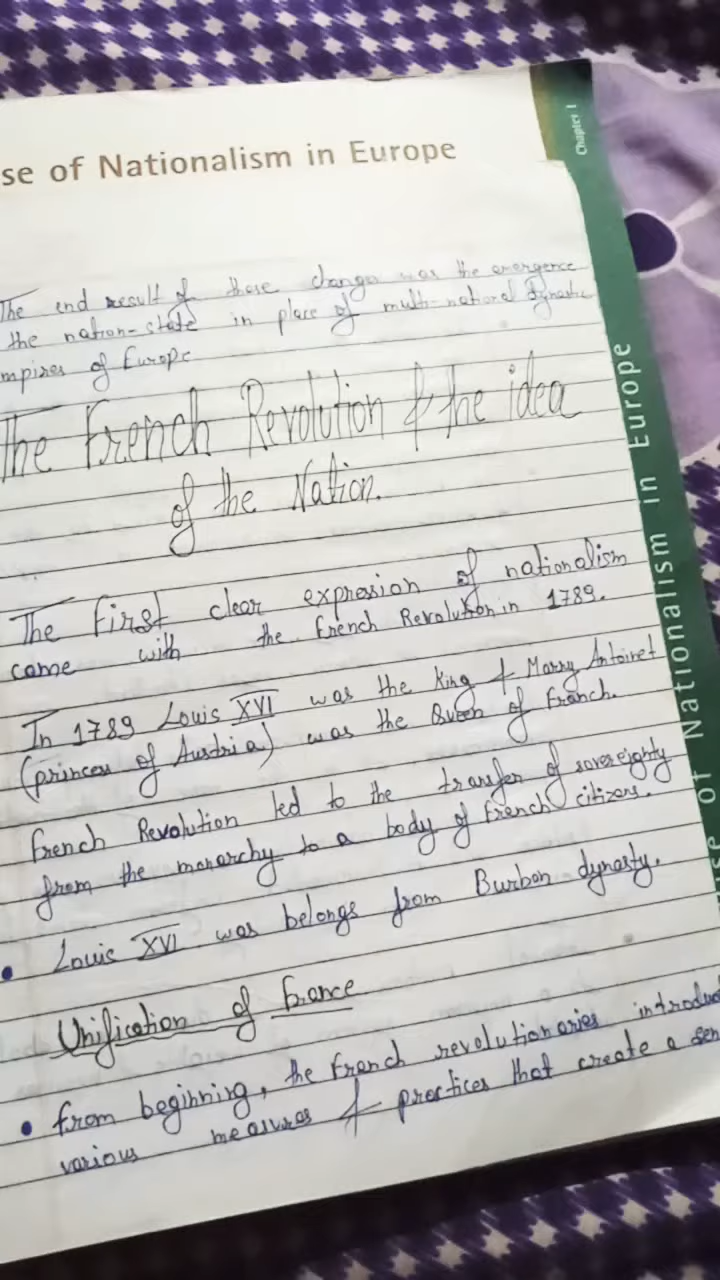 se of Nationalism in Europe
Chapter 1
The end result of these changes was the emergence
the nation-state in place of multi-national dynastic
mpires of Europe
The French Revolution & the idea
of the Nation.
The First clear expression of nationalism
came with the French Revolution in 1789.
In 1789 Louis XVI was the King & Marry Antoinet
(princess of Austria) was the Queen of Franch.
French Revolution led to the transfer of sovereignty
from the monarchy to a body of French citizens.
• Louis XVI was belongs from Burbon dynasty.
Unification of France
• From beginning, the French revolutionaries introduc
various measures & practices that create a sen
ise of Nationalism in Europe